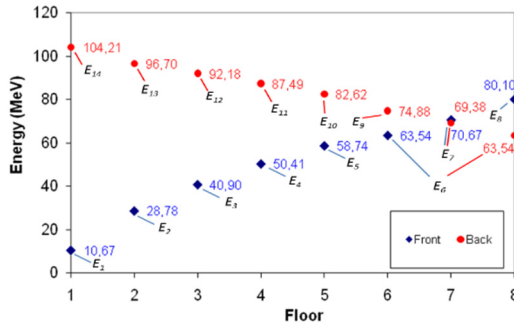 120
100
80
60
40
20
0
Energy (MeV)
104,21
96,70
92,18
87,49
82,62
74,88
69,38
80,10
E14
E13
E12
E11
E10
E9
E8
63,54
70,67
63,54
E7
58,74
E6
50,41
E5
40,90
E4
28,78
E3
E2
10,67
E1
Front
Back
1 2 3 4 5 6 7 8
Floor